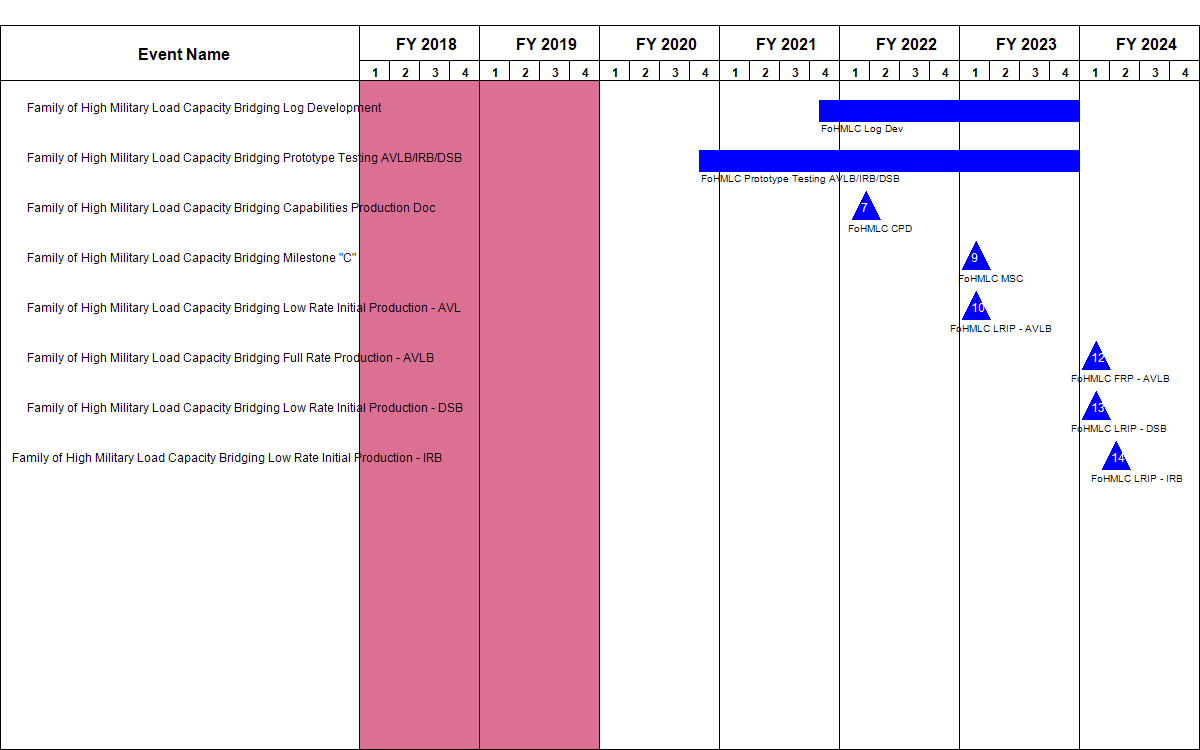 Event Name
FY 2018 FY 2019 FY 2020 FY 2021 FY 2022 FY 2023 FY 2024
1 2 3 4 1 2 3 4 1 2 3 4 1 2 3 4 1 2 3 4 1 2 3 4 1 2 3 4
Family of High Military Load Capacity Bridging Log Development
FoHMLC Log Dev
Family of High Military Load Capacity Bridging Prototype Testing AVLB/IRB/DSB
FoHMLC Prototype Testing AVLB/IRB/DSB
Family of High Military Load Capacity Bridging Capabilities Production Doc
7
FoHMLC CPD
Family of High Military Load Capacity Bridging Milestone "C"
9
FoHMLC MSC
Family of High Military Load Capacity Bridging Low Rate Initial Production - AVL
10
FoHMLC LRIP - AVLB
Family of High Military Load Capacity Bridging Full Rate Production - AVLB
12
FoHMLC FRP - AVLB
Family of High Military Load Capacity Bridging Low Rate Initial Production - DSB
13
FoHMLC LRIP - DSB
Family of High Military Load Capacity Bridging Low Rate Initial Production - IRB
14
FoHMLC LRIP - IRB